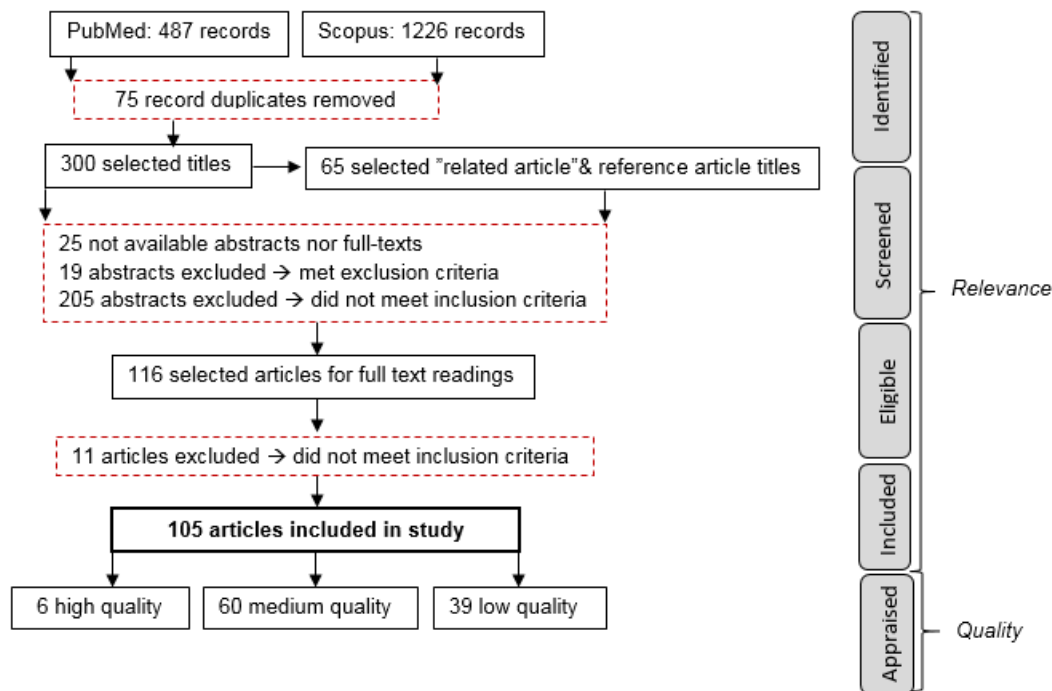 PubMed: 487 records
Scopus: 1226 records
75 record duplicates removed
300 selected titles
65 selected ”related article”& reference article titles
25 not available abstracts nor full-texts
19 abstracts excluded → met exclusion criteria
205 abstracts excluded → did not meet inclusion criteria
116 selected articles for full text readings
11 articles excluded → did not meet inclusion criteria
105 articles included in study
6 high quality
60 medium quality
39 low quality
Identified
Screened
Eligible
Included
Appraised
Relevance
Quality